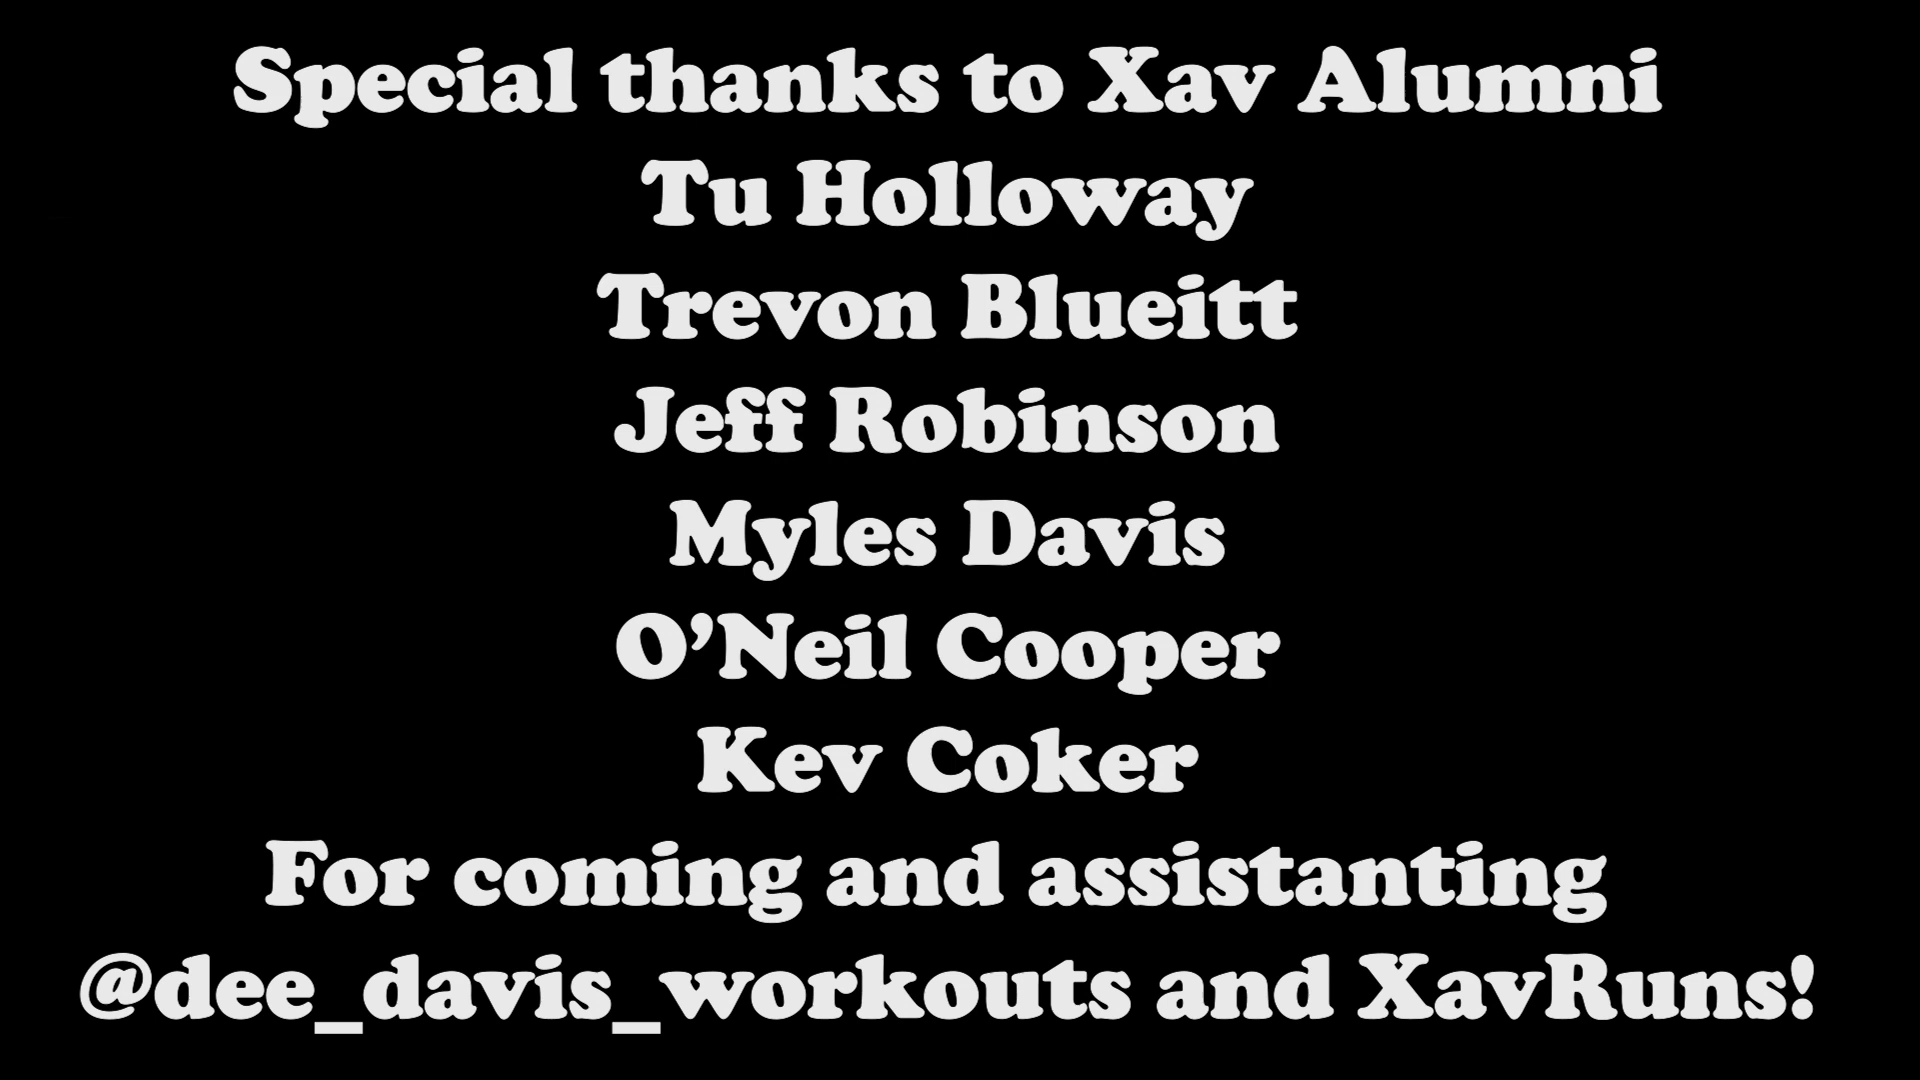 Special thanks to Xav Alumni
Tu Holloway
Trevon Blueitt
Jeff Robinson
Myles Davis
O’Neil Cooper
Kev Coker
For coming and assistanting
@dee_davis_workouts and XavRuns!